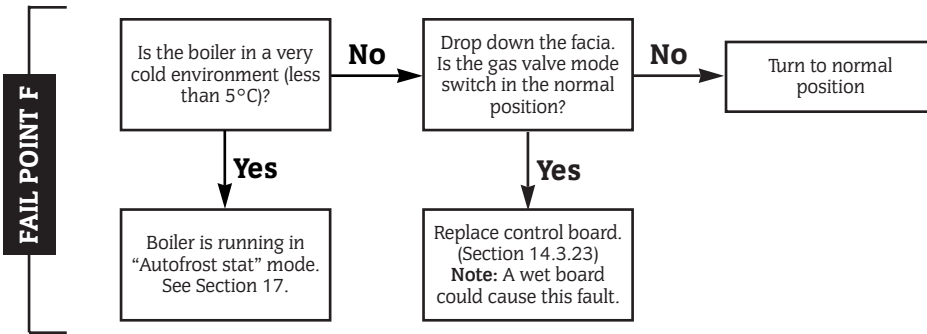 FAIL POINT F
Is the boiler in a very
cold environment (less
than 5°C)?
No
Drop down the facia.
Is the gas valve mode
switch in the normal
position?
No
Turn to normal
position
Yes
Yes
Boiler is running in
“Autofrost stat” mode.
See Section 17.
Replace control board.
(Section 14.3.23)
Note: A wet board
could cause this fault.